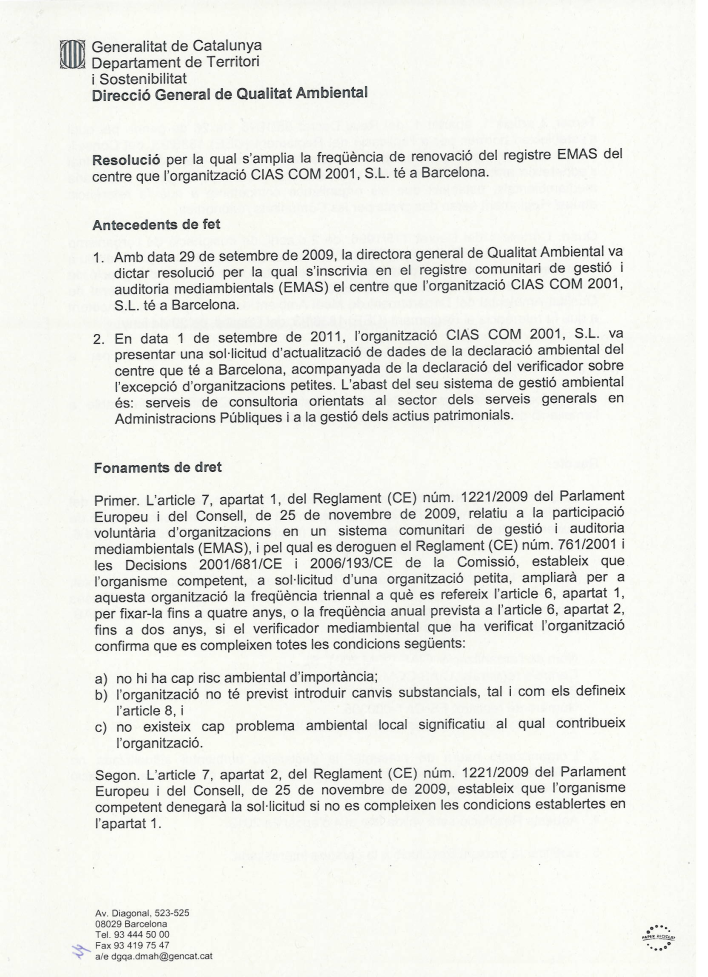 Generalitat de Catalunya
Departament de Territori
i Sostenibilitat
Direcció General de Qualitat Ambiental
Resolució per la qual s'amplia la freqüència de renovació del registre EMAS del
centre que l'organització CIAS COM 2001, S.L. té a Barcelona.
Antecedents de fet
1. Amb data 29 de setembre de 2009, la directora general de Qualitat Ambiental va
dictar resolució per la qual s'inscrivia en el registre comunitari de gestió i
auditoria mediambientals (EMAS) el centre que l'organització CIAS COM 2001,
S.L. té a Barcelona.
2. En data 1 de setembre de 2011, l'organització CIAS COM 2001, S.L. va
presentar una sol·licitud d'actualització de dades de la declaració ambiental del
centre que té a Barcelona, acompanyada de la declaració del verificador sobre
l'excepció d'organitzacions petites. L'abast del seu sistema de gestió ambiental
és: serveis de consultoria orientats al sector dels serveis generals en
Administracions Públiques i a la gestió dels actius patrimonials.
Fonaments de dret
Primer. L'article 7, apartat 1, del Reglament (CE) núm. 1221/2009 del Parlament
Europeu i del Consell, de 25 de novembre de 2009, relatiu a la participació
voluntària d'organitzacions en un sistema comunitari de gestió i auditoria
mediambientals (EMAS), i pel qual es deroguen el Reglament (CE) núm. 761/2001 i
les Decisions 2001/681/CE i 2006/193/CE de la Comissió, estableix que
l'organisme competent, a sol·licitud d'una organització petita, ampliarà per a
aquesta organització la freqüència triennal a què es refereix l'article 6, apartat 1,
per fixar-la fins a quatre anys, o la freqüència anual prevista a l'article 6, apartat 2,
fins a dos anys, si el verificador mediambiental que ha verificat l'organització
confirma que es compleixen totes les condicions següents:
a) no hi ha cap risc ambiental d'importància;
b) l'organització no té previst introduir canvis substancials, tal i com els defineix
l'article 8, i
c) no existeix cap problema ambiental local significatiu al qual contribueix
l'organització.
Segon. L'article 7, apartat 2, del Reglament (CE) núm. 1221/2009 del Parlament
Europeu i del Consell, de 25 de novembre de 2009, estableix que l'organisme
competent denegarà la sol·licitud si no es compleixen les condicions establertes en
l'apartat 1.
Av. Diagonal, 523-525
08029 Barcelona
Tel. 93 444 50 00
Fax 93 419 75 47
a/e dgqa.dmah@gencat.cat